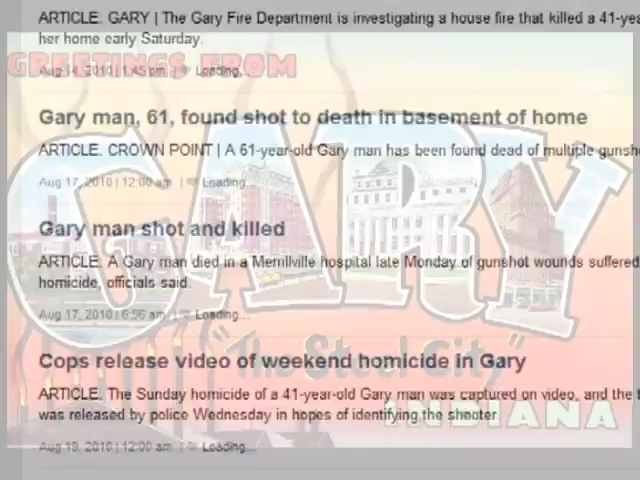 ARTICLE: GARY | The Gary Fire Department is investigating a house fire that killed a 41-yea
her home early Saturday.
GREETINGS FROM
Aug 14, 2010 | 1:45 pm | Loading...
Gary man, 61, found shot to death in basement of home
ARTICLE: CROWN POINT | A 61-year-old Gary man has been found dead of multiple gunsh
Aug 17, 2010 | 12:00 am | Loading...
GARY
Gary man shot and killed
ARTICLE: A Gary man died in a Merrillville hospital late Monday of gunshot wounds suffered
homicide, officials said.
Aug 17, 2010 | 6:56 am | Loading...
"The Steel City"
Cops release video of weekend homicide in Gary
ARTICLE: The Sunday homicide of a 41-year-old Gary man was captured on video, and the t
was released by police Wednesday in hopes of identifying the shooter.
INDIANA
Aug 19, 2010 | 12:00 am | Loading...